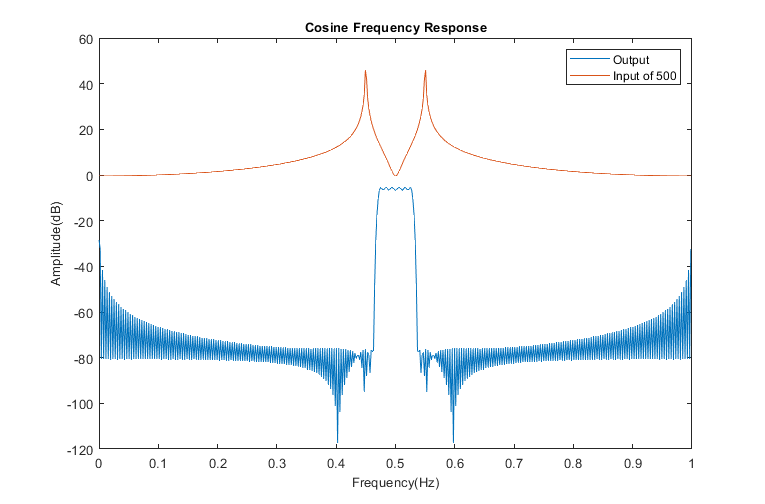 Cosine Frequency Response
Output
Input of 500
Amplitude(dB)
60
40
20
0
-20
-40
-60
-80
-100
-120
0 0.1 0.2 0.3 0.4 0.5 0.6 0.7 0.8 0.9 1
Frequency(Hz)